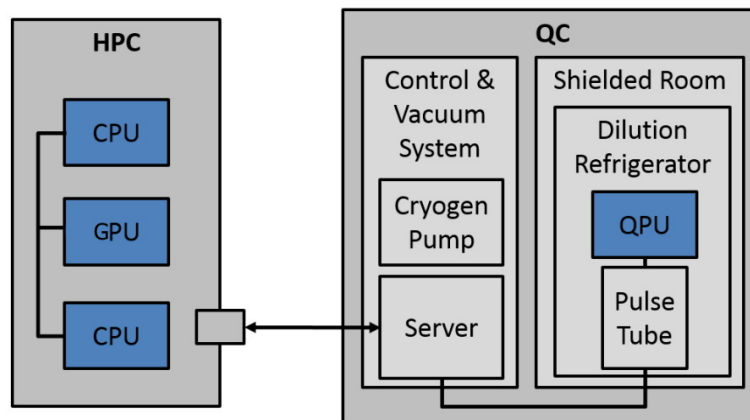 HPC
CPU
GPU
CPU
QC
Control &
Vacuum
System
Cryogen
Pump
Server
Shielded Room
Dilution
Refrigerator
QPU
Pulse
Tube